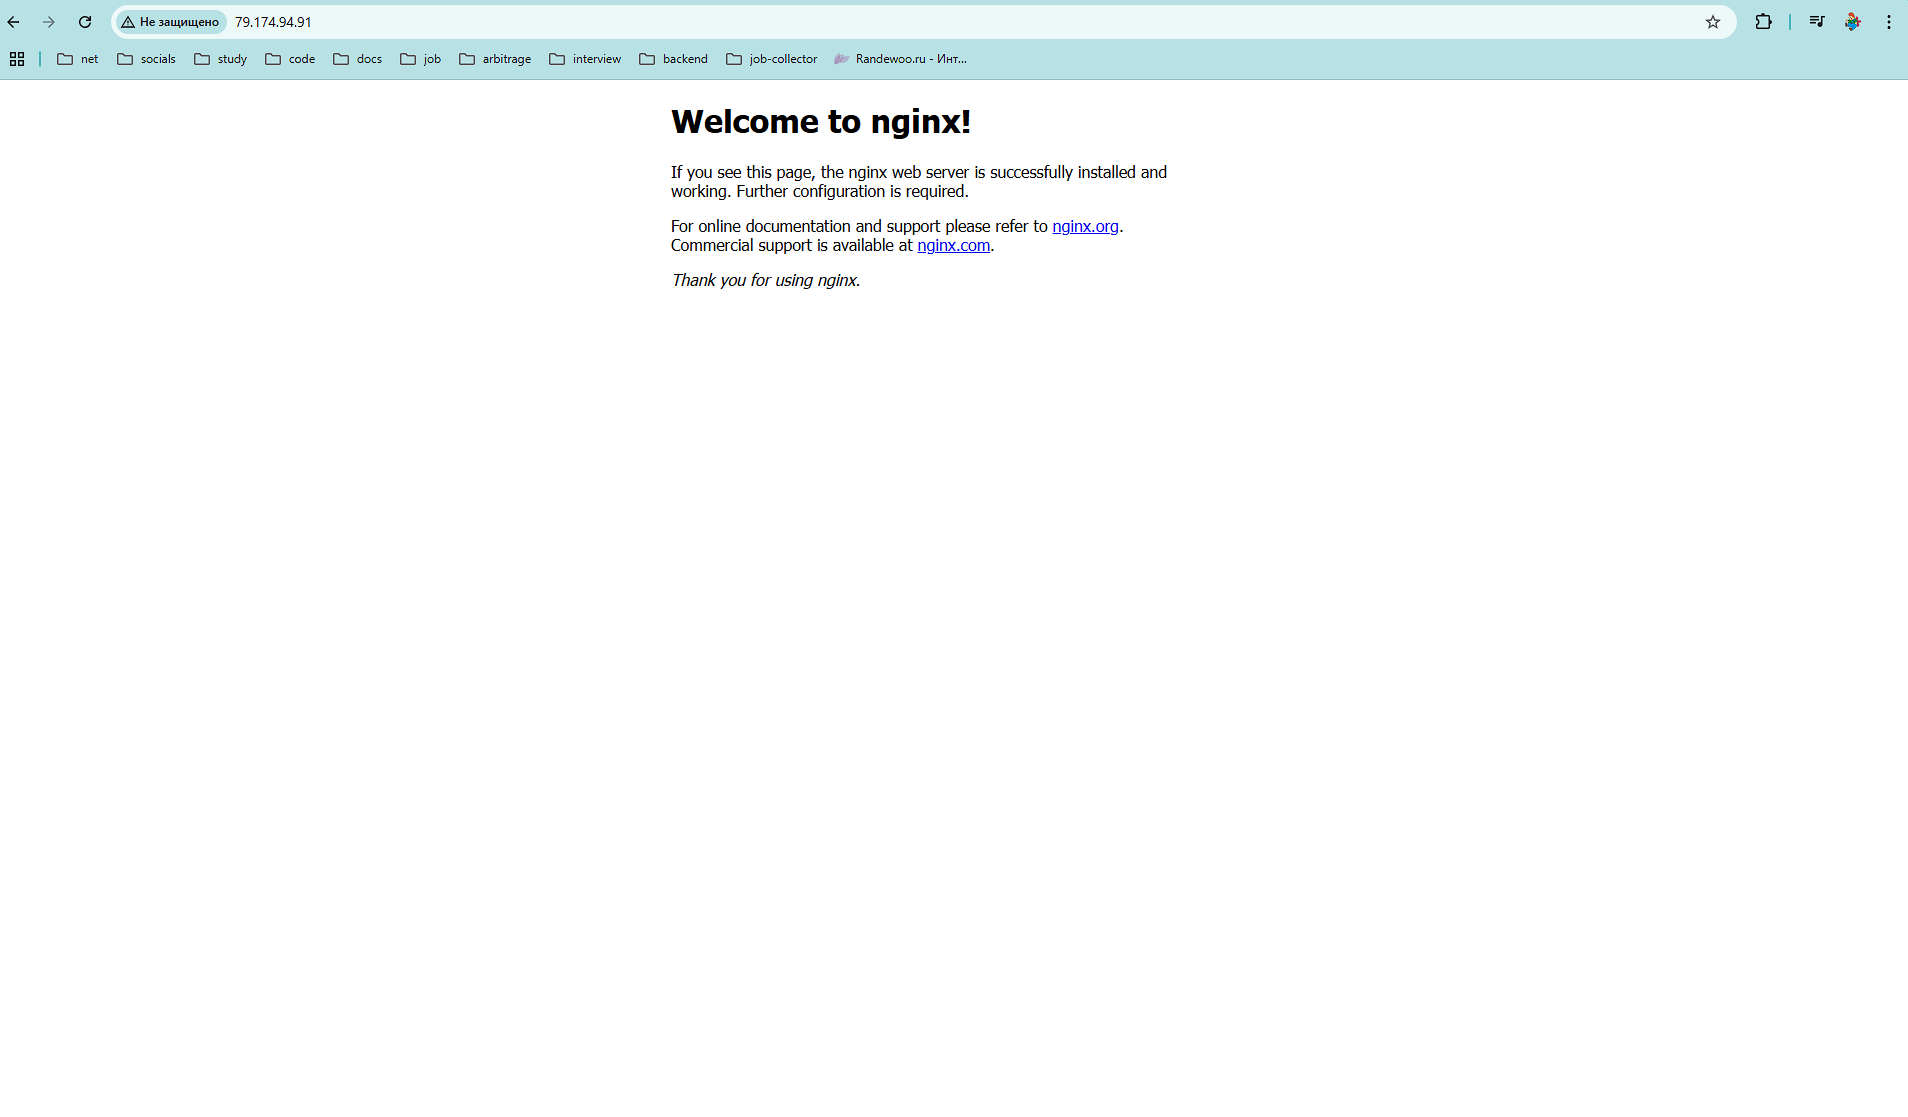 Не защищено 79.174.94.91
net socials study code docs job arbitrage interview backend job-collector Randewoo.ru - Инт...
Welcome to nginx!
If you see this page, the nginx web server is successfully installed and
working. Further configuration is required.
For online documentation and support please refer to nginx.org.
Commercial support is available at nginx.com.
Thank you for using nginx.